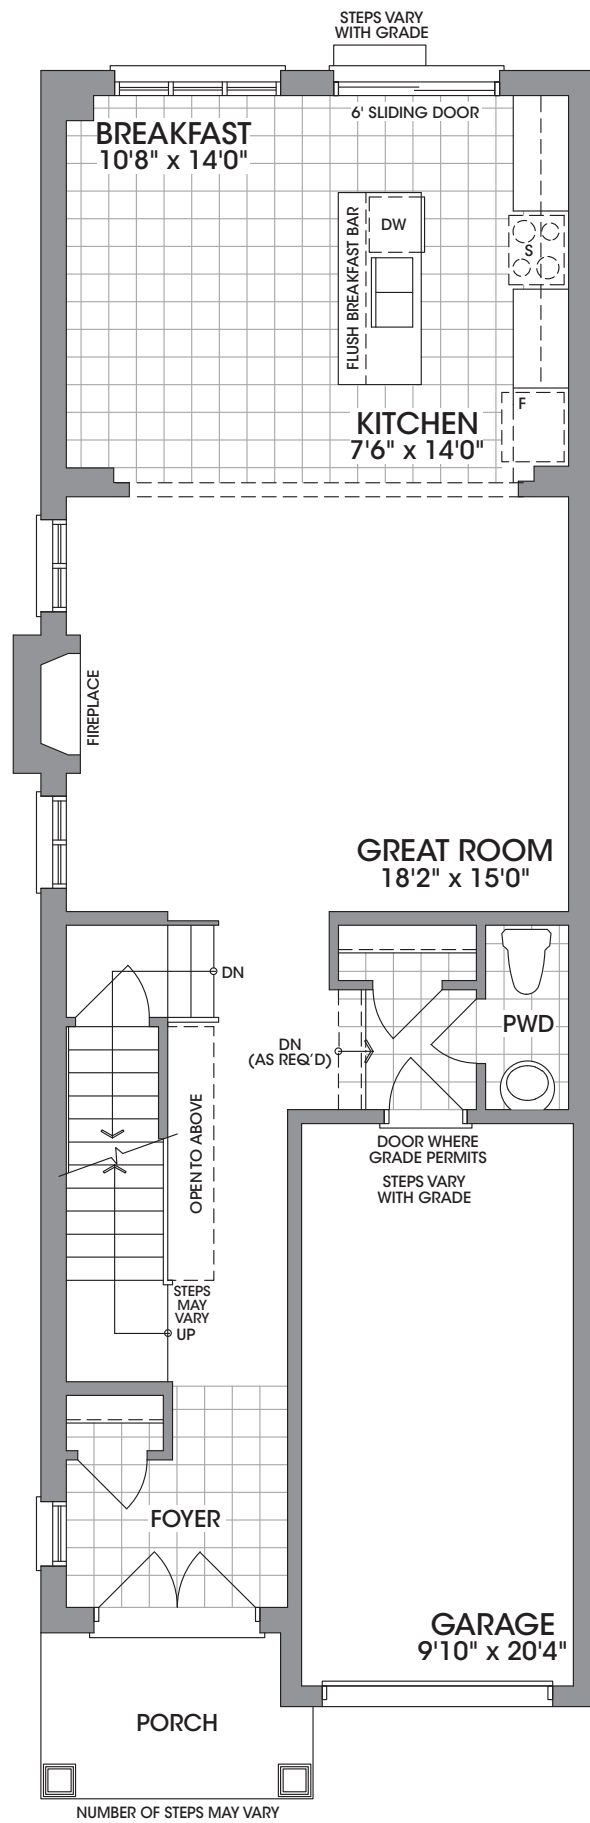 STEPS VARY
WITH GRADE
6' SLIDING DOOR
BREAKFAST
10'8" x 14'0"
FLUSH BREAKFAST BAR
DW
S
F
KITCHEN
7'6" x 14'0"
FIREPLACE
GREAT ROOM
18'2" x 15'0"
DN
DN
(AS REQ'D)
PWD
OPEN TO ABOVE
DOOR WHERE
GRADE PERMITS
STEPS VARY
WITH GRADE
STEPS
MAY
VARY
UP
FOYER
GARAGE
9'10" x 20'4"
PORCH
NUMBER OF STEPS MAY VARY